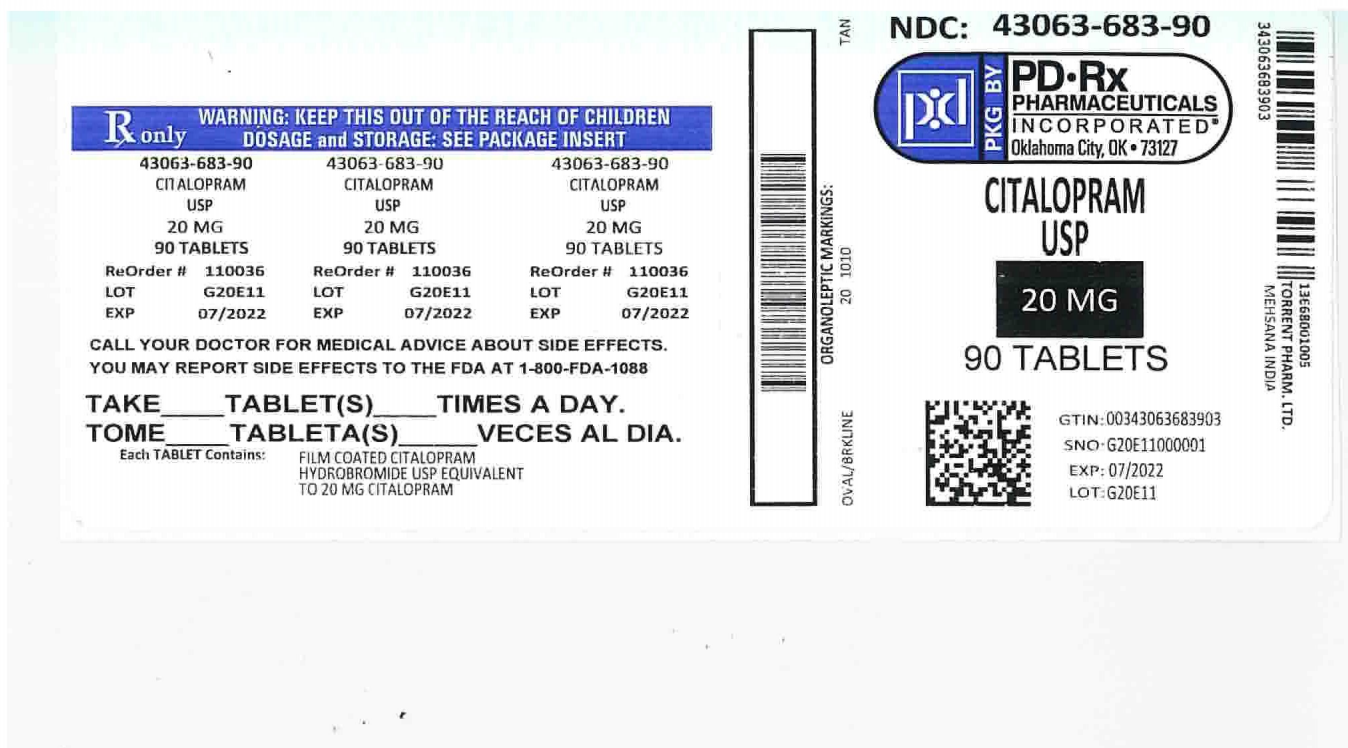 Rx only
WARNING: KEEP THIS OUT OF THE REACH OF CHILDREN
DOSAGE and STORAGE: SEE PACKAGE INSERT
43063-683-90 43063-683-90 43063-683-90
CITALOPRAM CITALOPRAM CITALOPRAM
USP USP USP
20 MG 20 MG 20 MG
90 TABLETS 90 TABLETS 90 TABLETS
ReOrder # 110036 ReOrder # 110036 ReOrder # 110036
LOT G20E11 LOT G20E11 LOT G20E11
EXP 07/2022 EXP 07/2022 EXP 07/2022
CALL YOUR DOCTOR FOR MEDICAL ADVICE ABOUT SIDE EFFECTS.
YOU MAY REPORT SIDE EFFECTS TO THE FDA AT 1-800-FDA-1088
TAKE____TABLET(S)____TIMES A DAY.
TOME____TABLETA(S)_____VECES AL DIA.
Each TABLET Contains:
FILM COATED CITALOPRAM
HYDROBROMIDE USP EQUIVALENT
TO 20 MG CITALOPRAM
ORGANOLEPTIC MARKINGS:
OVAL/BRKLINE 20 1010 TAN
NDC: 43063-683-90
pd
PKG BY
PD•Rx
PHARMACEUTICALS
INCORPORATED®
Oklahoma City, OK • 73127
CITALOPRAM
USP
20 MG
90 TABLETS
GTIN:00343063683903
SNO:G20E11000001
EXP: 07/2022
LOT:G20E11
343063683903
13668001005
TORRENT PHARM. LTD.
MEHSANA INDIA